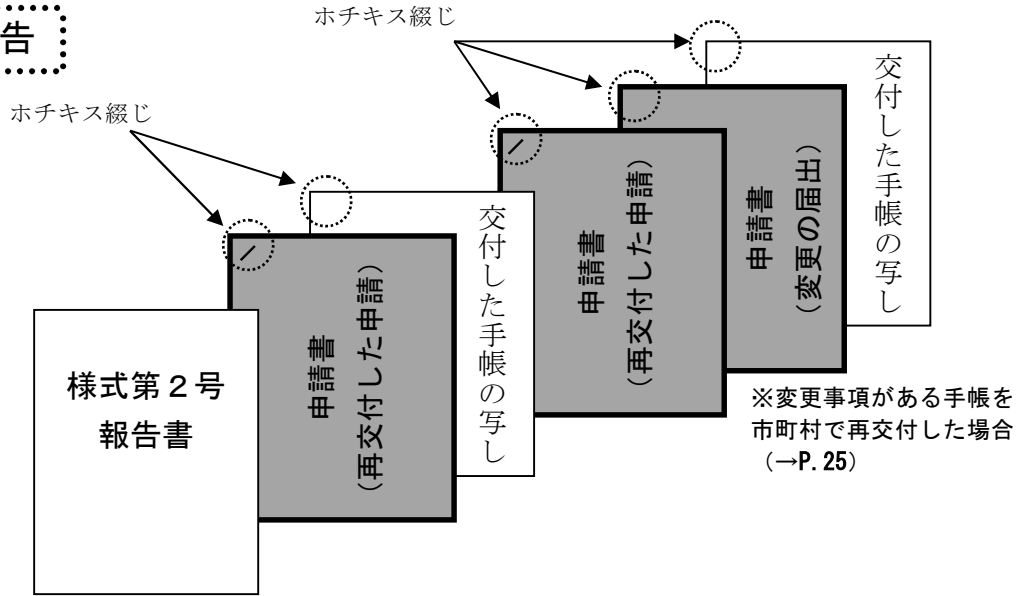 告
ホチキス綴じ
ホチキス綴じ
様式第２号
報告書
申請書
（再交付した申請）
交付した手帳の写し
申請書
（再交付した申請）
申請書
（変更の届出）
交付した手帳の写し
※変更事項がある手帳を
市町村で再交付した場合
（→P.25）